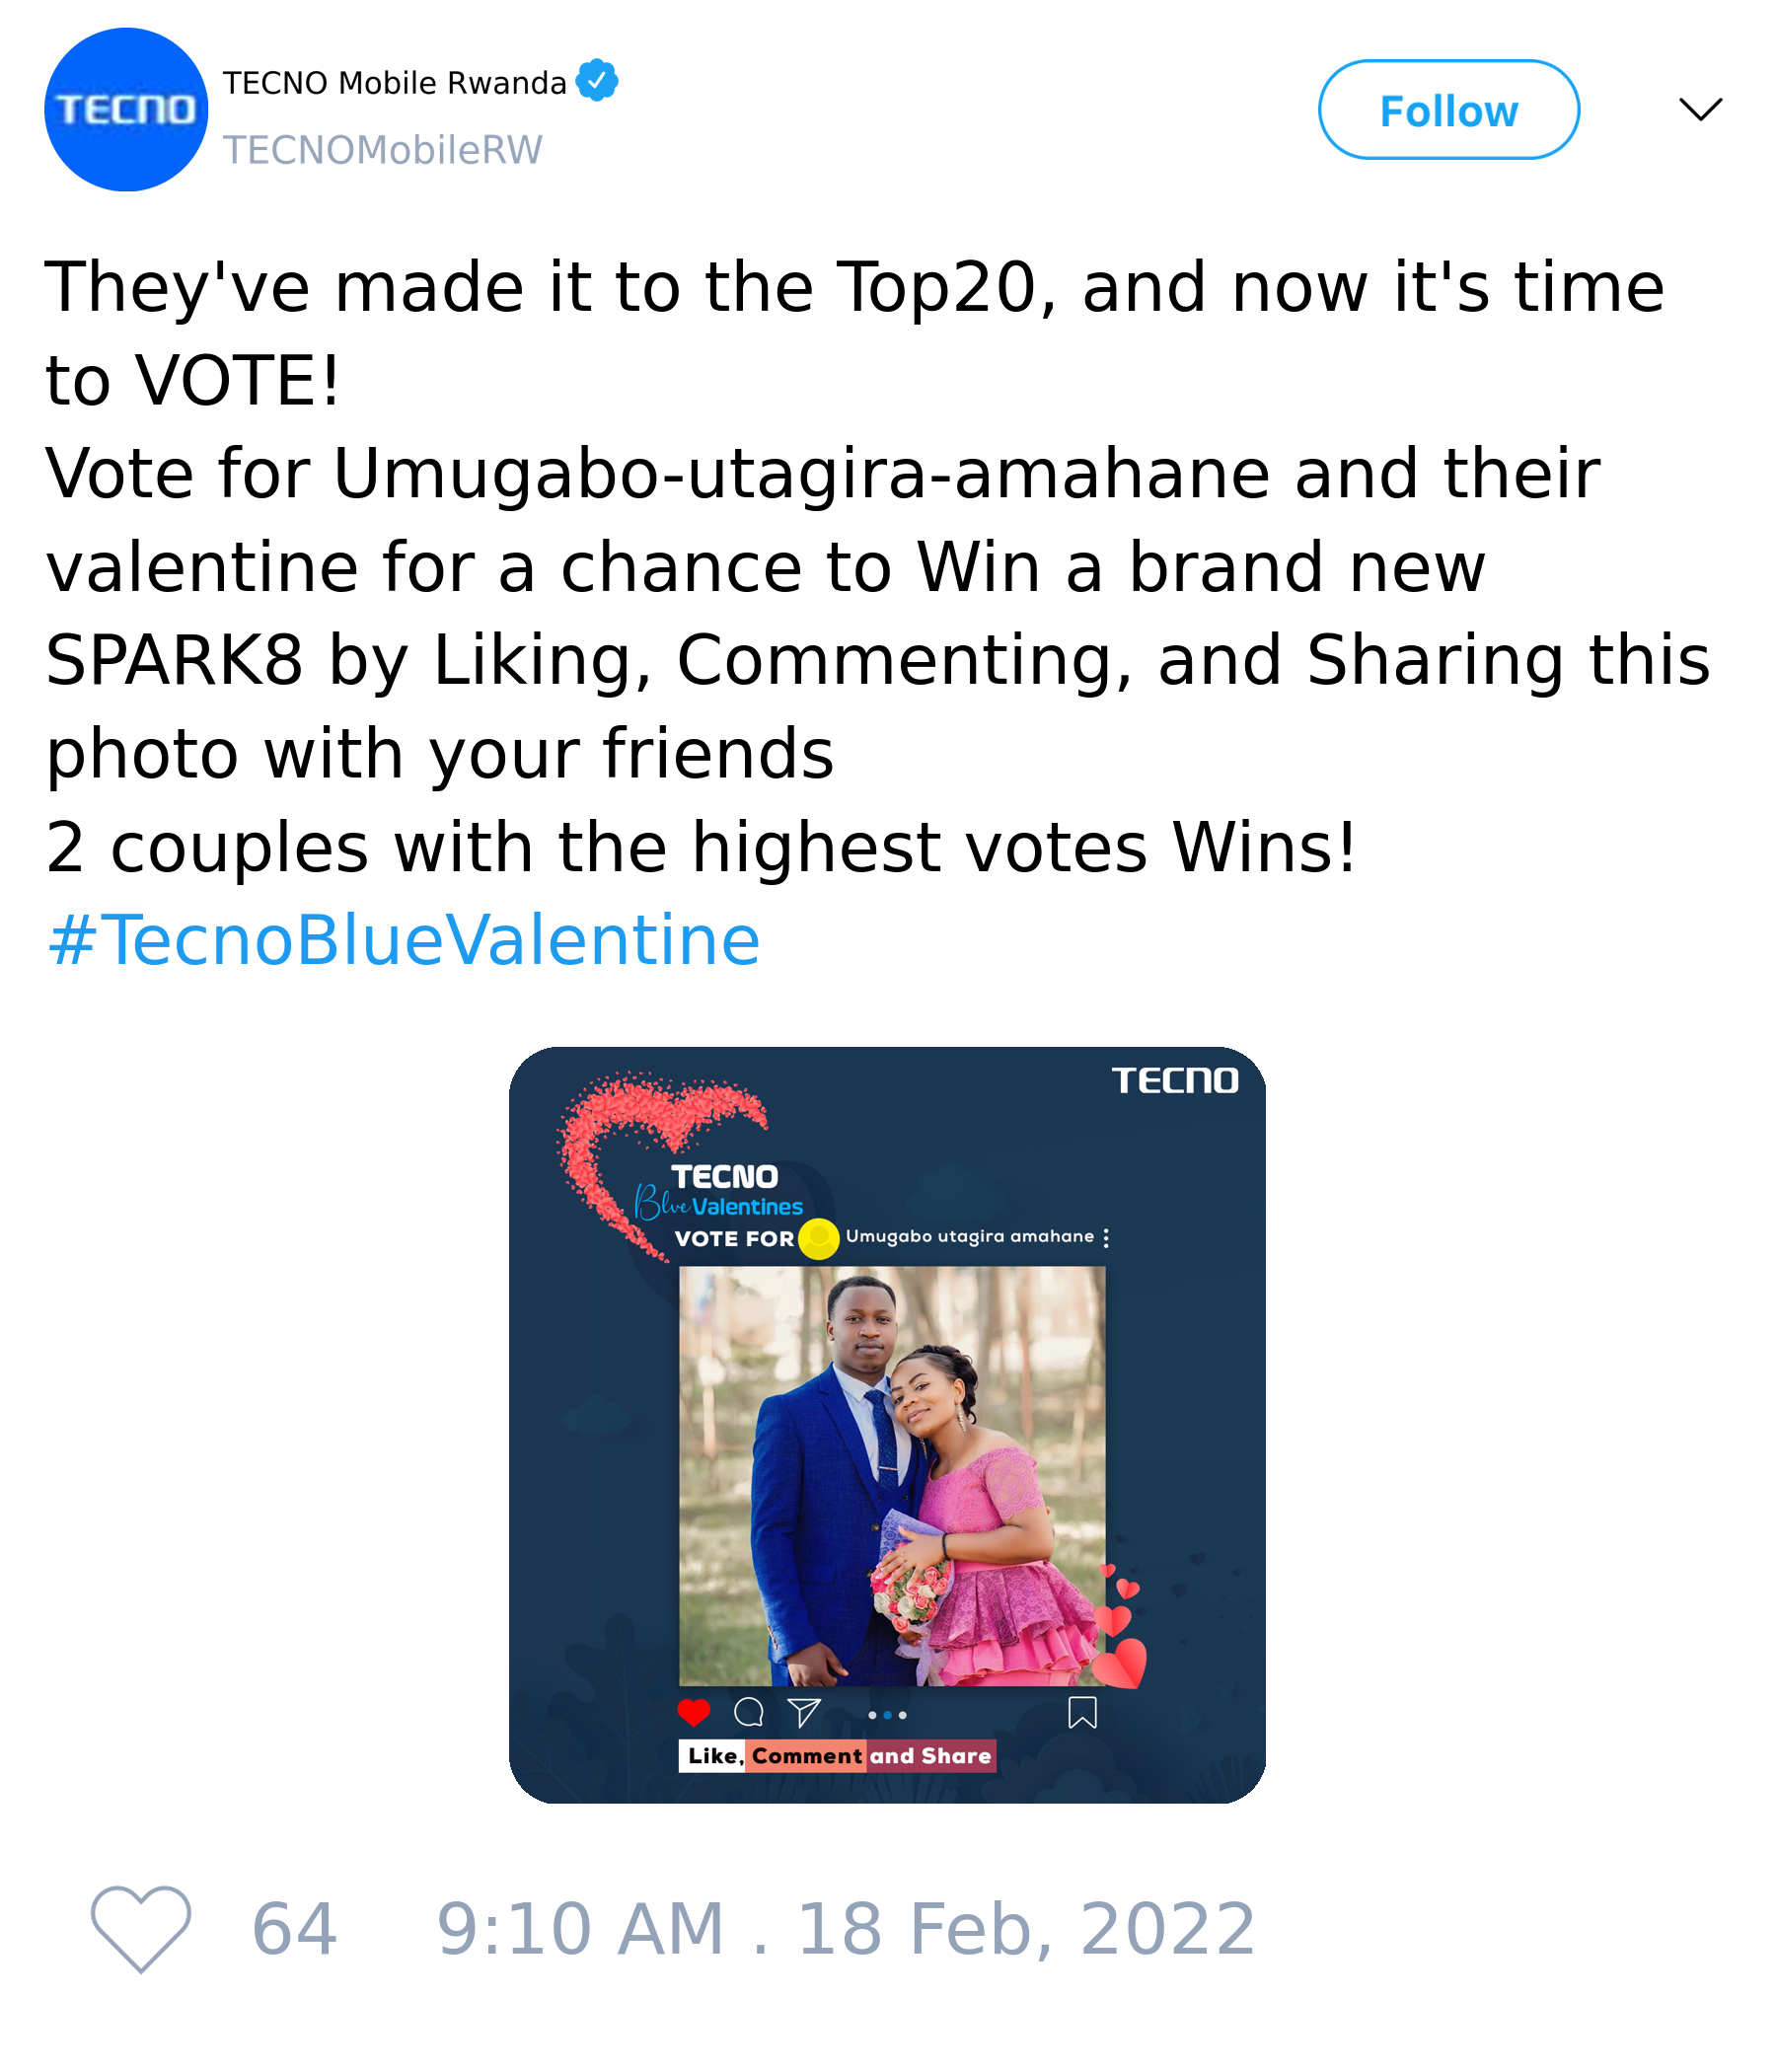 TECNO
TECNO Mobile Rwanda
TECNOMobileRW
Follow
They've made it to the Top20, and now it's time
to VOTE!
Vote for Umugabo-utagira-amahane and their
valentine for a chance to Win a brand new
SPARK8 by Liking, Commenting, and Sharing this
photo with your friends
2 couples with the highest votes Wins!
#TecnoBlueValentine
TECNO
TECNO
Blue Valentines
VOTE FOR Umugabo utagira amahane
Like, Comment and Share
64 9:10 AM . 18 Feb, 2022